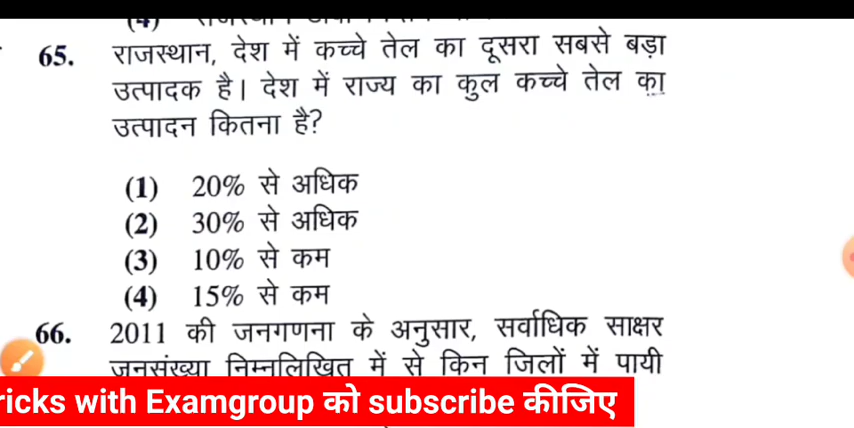 (4)
65. राजस्थान, देश में कच्चे तेल का दूसरा सबसे बड़ा
उत्पादक है। देश में राज्य का कुल कच्चे तेल का
उत्पादन कितना है?
(1) 20% से अधिक
(2) 30% से अधिक
(3) 10% से कम
(4) 15% से कम
66. 2011 की जनगणना के अनुसार, सर्वाधिक साक्षर
जनसंख्या निम्नलिखित में से किन जिलों में पायी
ricks with Examgroup को subscribe कीजिए